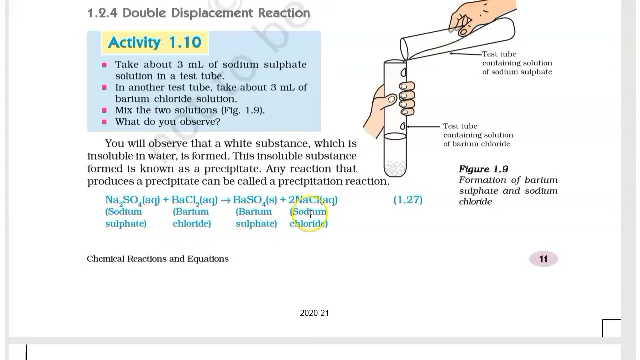 1.2.4 Double Displacement Reaction
Activity 1.10
Take about 3 mL of sodium sulphate
solution in a test tube.
In another test tube, take about 3 mL of
barium chloride solution.
Mix the two solutions (Fig. 1.9).
What do you observe?
Test tube
containing solution
of sodium sulphate
Test tube
containing solution
of barium chloride
You will observe that a white substance, which is
insoluble in water, is formed. This insoluble substance
formed is known as a precipitate. Any reaction that
produces a precipitate can be called a precipitation reaction.
Figure 1.9
Formation of barium
sulphate and sodium
chloride
Na₂SO₄(aq) + BaCl₂(aq) → BaSO₄(s) + 2NaCl(aq) (1.27)
(Sodium (Barium (Barium (Sodium
sulphate) chloride) sulphate) chloride)
Chemical Reactions and Equations 11
2020-21